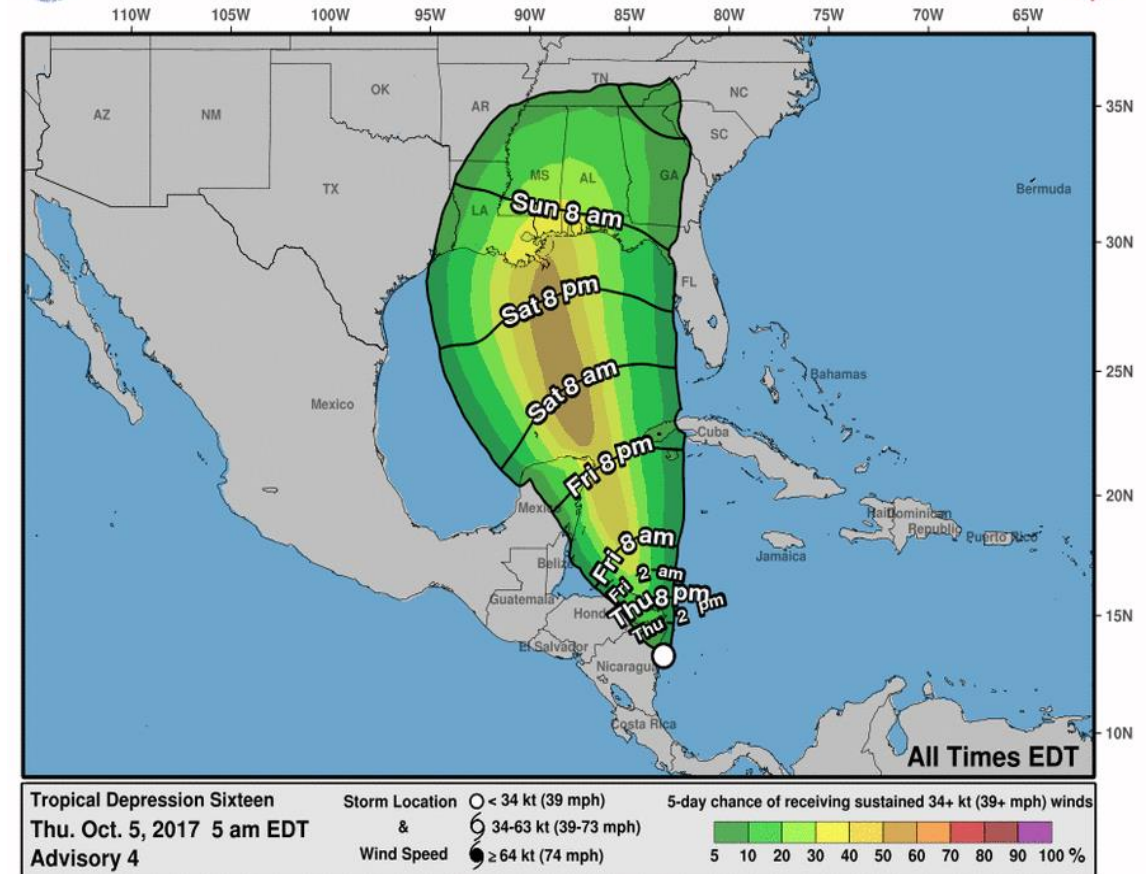 110W 105W 100W 95W 90W 85W 80W 75W 70W 65W
TN
OK
NC
AR
35N
AZ
NM
SC
MS
AL
GA
TX
Bermuda
LA
Sun 8 am
30N
FL
Sat 8 pm
25N
Bahamas
Sat 8 am
Mexico
Cuba
Fri 8 pm
20N
Mexico
Haiti
Dominican
Republic
Puerto Rico
Fri 8 am
Jamaica
Belize
Fri 2 am
Guatemala
Thu 8 pm
Hond
15N
Thu 2 pm
El Salvador
Nicaragua
Costa Rica
10N
All Times EDT
Tropical Depression Sixteen
Thu. Oct. 5, 2017 5 am EDT
Advisory 4
Storm Location
&
Wind Speed
< 34 kt (39 mph)
34-63 kt (39-73 mph)
≥ 64 kt (74 mph)
5-day chance of receiving sustained 34+ kt (39+ mph) winds
5 10 20 30 40 50 60 70 80 90 100 %